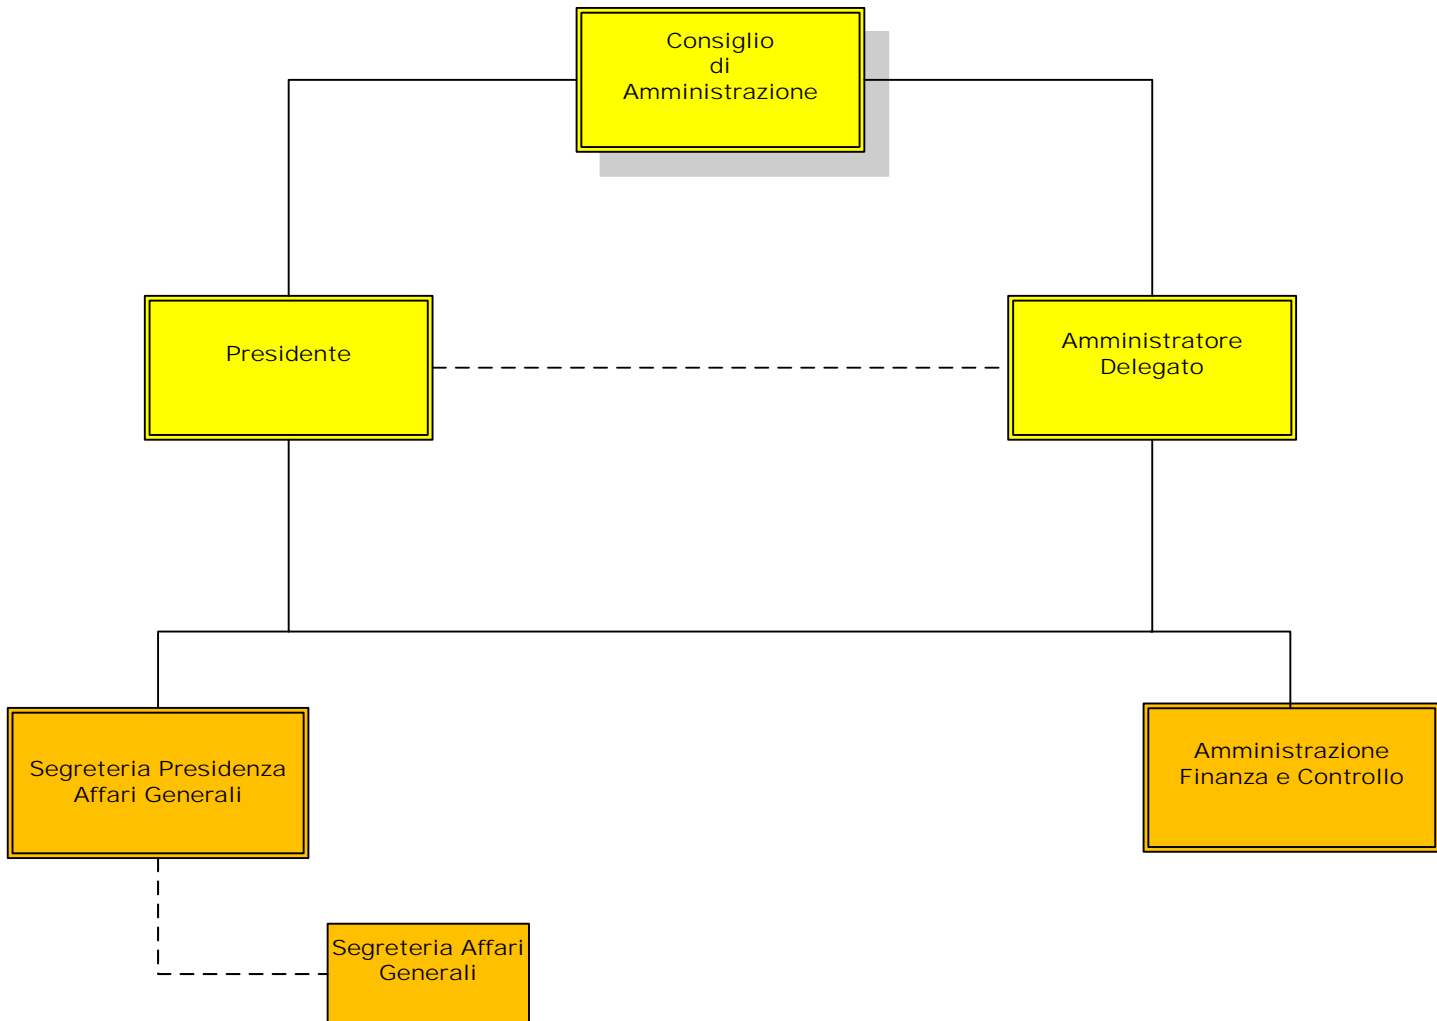 Consiglio
di
Amministrazione
Presidente
Amministratore
Delegato
Segreteria Presidenza
Affari Generali
Amministrazione
Finanza e Controllo
Segreteria Affari
Generali